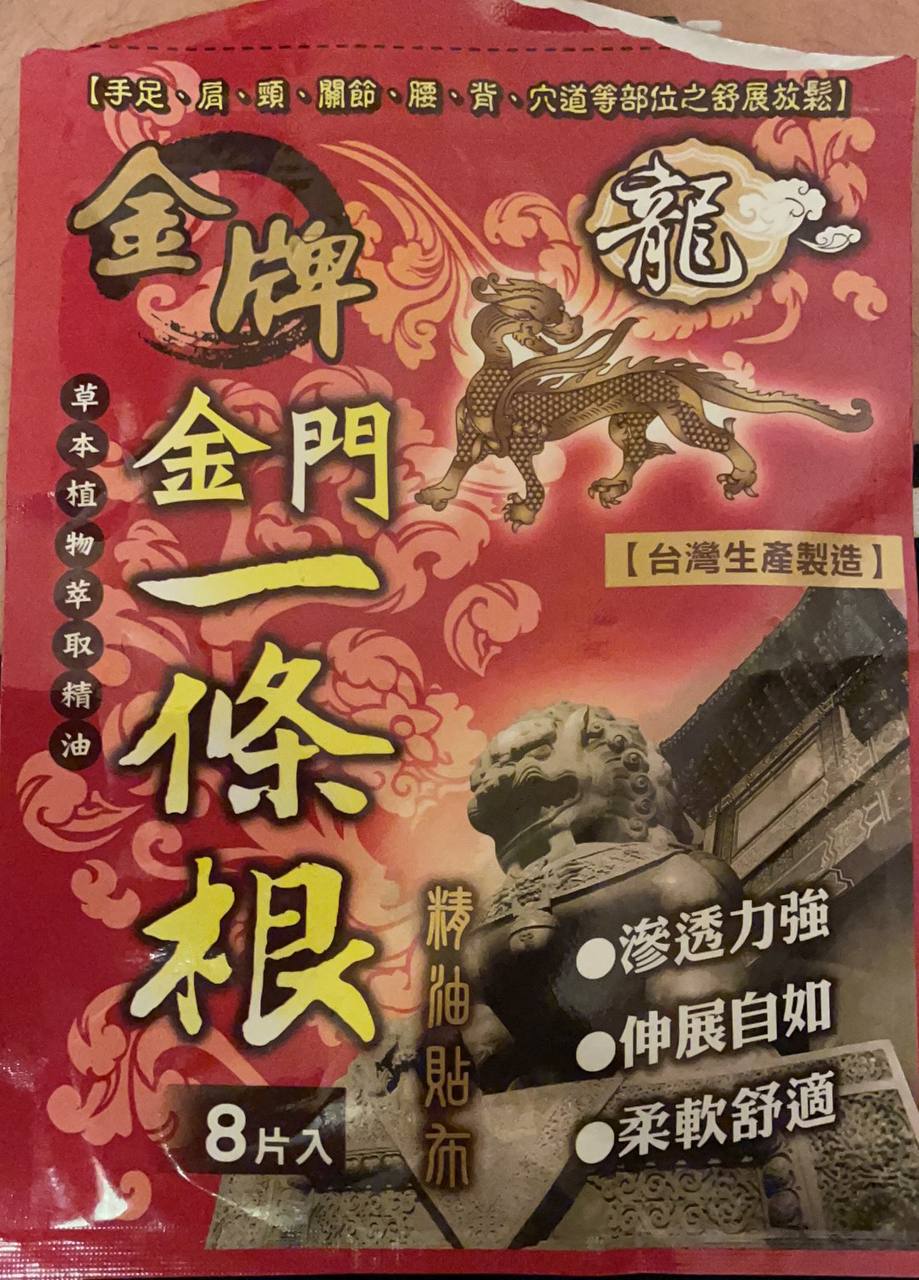 【手足、肩、頸、關節、腰、背、穴道等部位之舒展放鬆】
金牌
龍
金門
一條根
草本植物萃取精油
【台灣生產製造】
精油貼布
●滲透力強
●伸展自如
●柔軟舒適
8片入